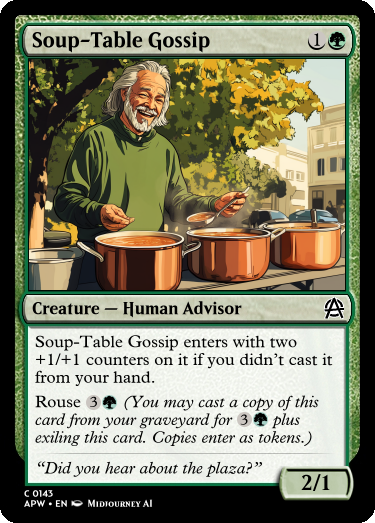 Soup-Table Gossip 1
Creature — Human Advisor
Soup-Table Gossip enters with two
+1/+1 counters on it if you didn't cast it
from your hand.
Rouse 3 (You may cast a copy of this
card from your graveyard for 3 plus
exiling this card. Copies enter as tokens.)
"Did you hear about the plaza?"
2/1
C 0143
APW • EN Midjourney AI